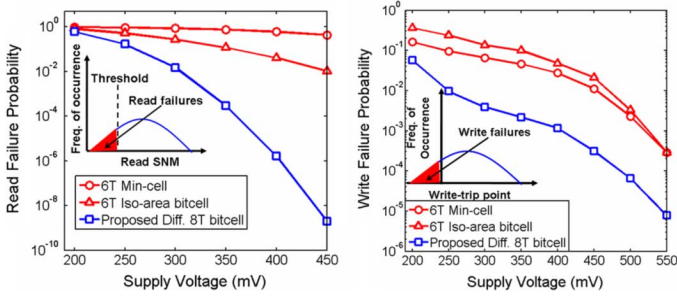 10^0
10^-2
10^-4
10^-6
10^-8
10^-10
Read Failure Probability
Freq. of occurrence
Threshold
Read failures
Read SNM
6T Min-cell
6T Iso-area bitcell
Proposed Diff. 8T bitcell
200 250 300 350 400 450
Supply Voltage (mV)
10^0
10^-1
10^-2
10^-3
10^-4
10^-5
10^-6
Write Failure Probability
Freq. of
Occurrence
Write failures
Write-trip point
6T Min-cell
6T Iso-area bitcell
Proposed Diff. 8T bitcell
200 250 300 350 400 450 500 550
Supply Voltage (mV)